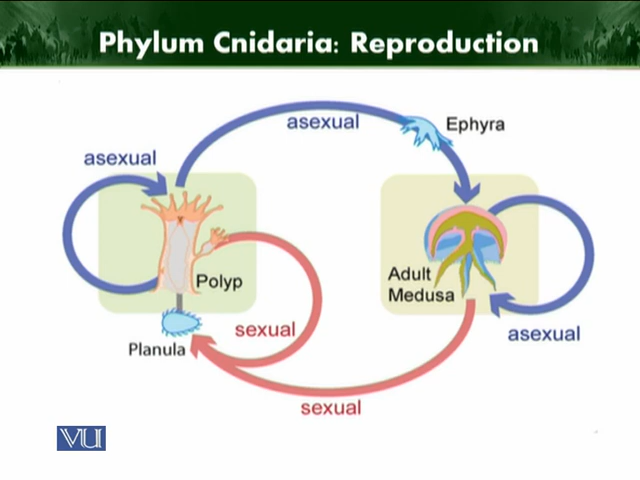 Phylum Cnidaria: Reproduction
asexual
Ephyra
asexual
Polyp
Adult
Medusa
sexual
asexual
Planula
sexual
VU